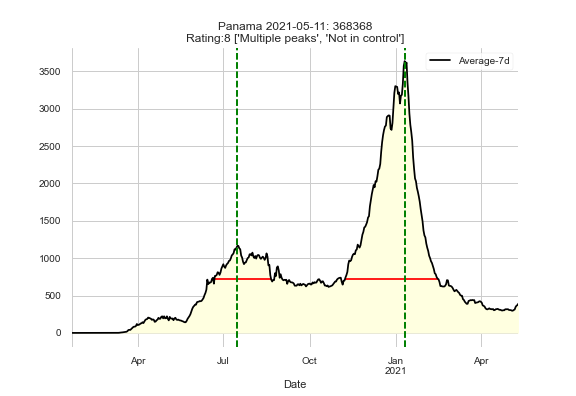 Panama 2021-05-11: 368368
Rating:8 ['Multiple peaks', 'Not in control']
Average-7d
3500
3000
2500
2000
1500
1000
500
0
Apr
Jul
Oct
Jan
2021
Apr
Date